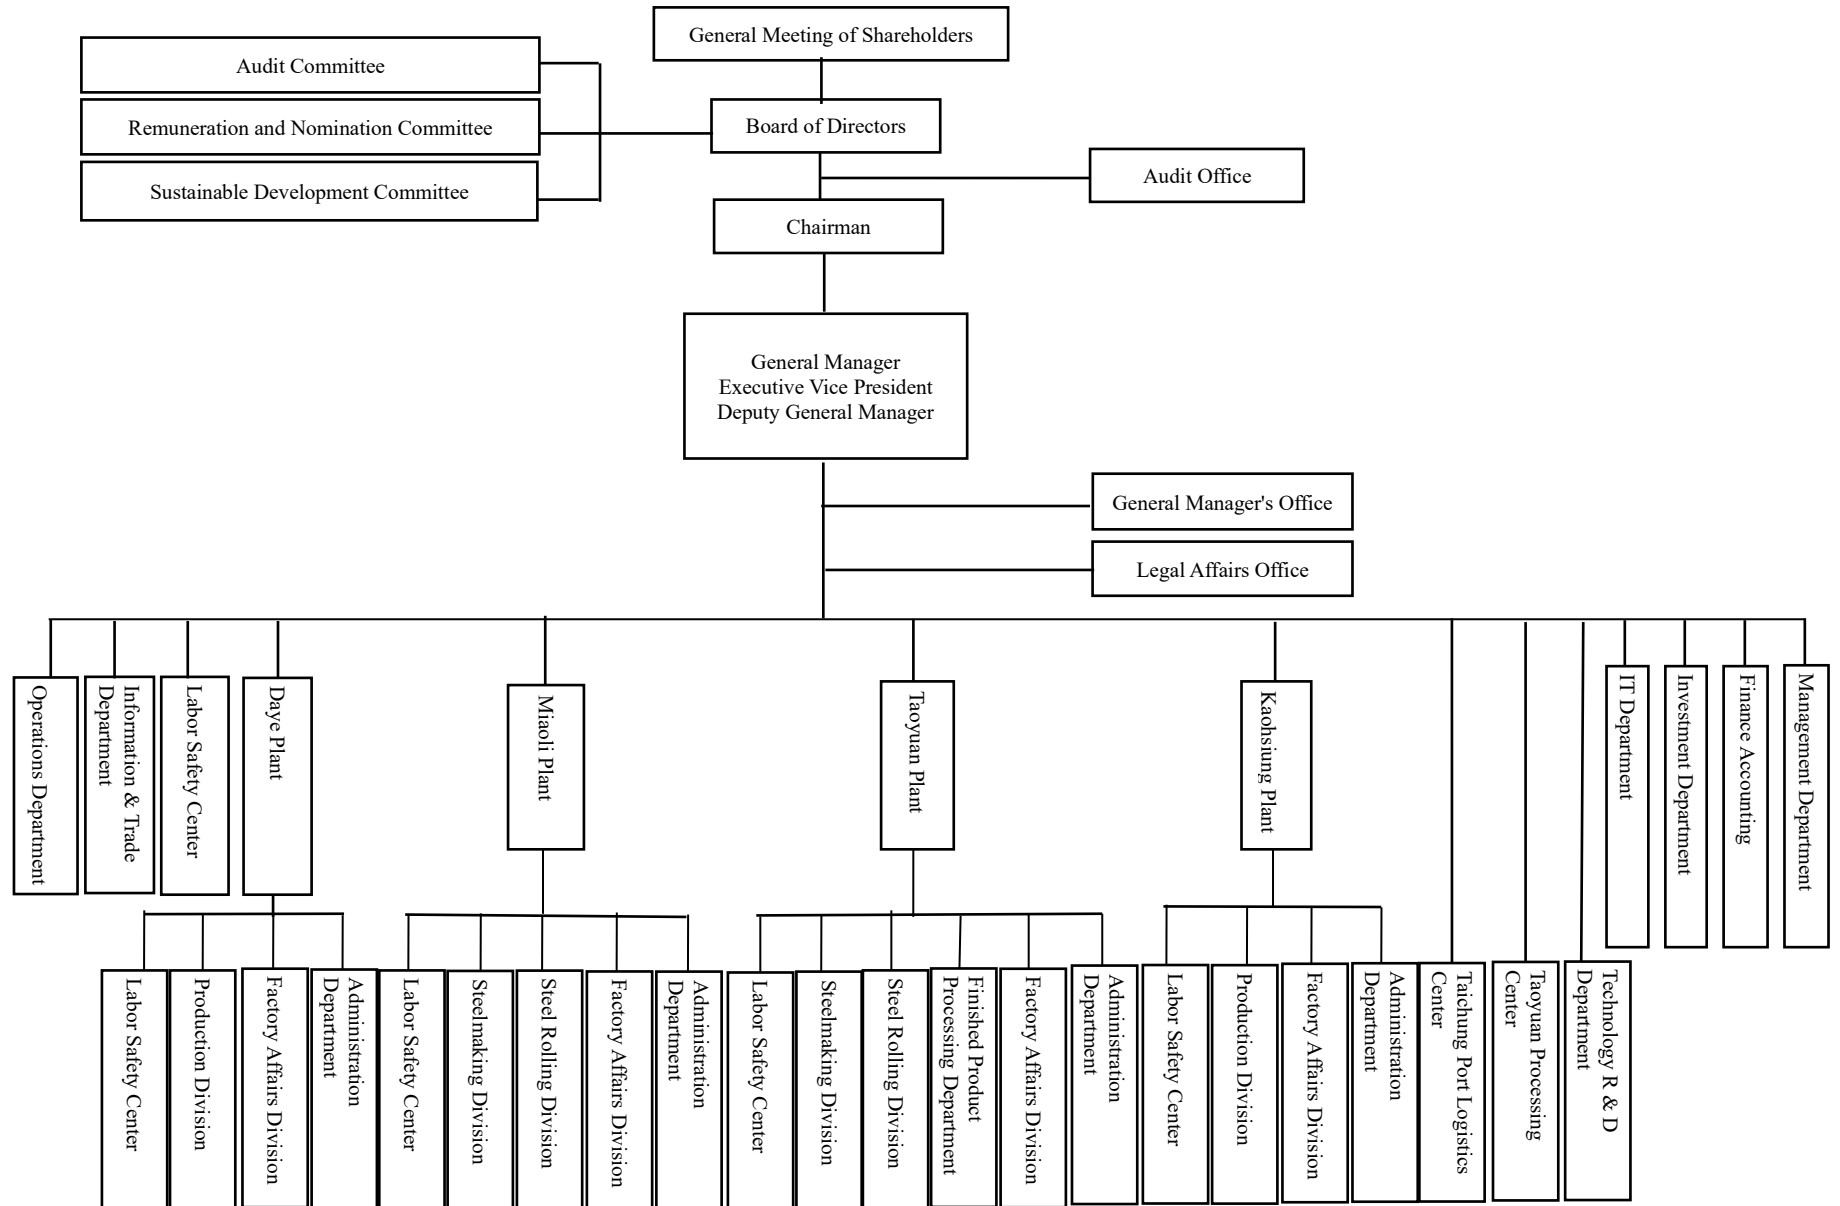 General Meeting of Shareholders
Audit Committee
Remuneration and Nomination Committee
Board of Directors
Sustainable Development Committee
Audit Office
Chairman
General Manager
Executive Vice President
Deputy General Manager
General Manager's Office
Legal Affairs Office
Operations Department
Information & Trade
Department
Labor Safety Center
Daye Plant
Miaoli Plant
Taoyuan Plant
Kaohsiung Plant
IT Department
Investment Department
Finance Accounting
Management Department
Labor Safety Center
Production Division
Factory Affairs Division
Administration
Department
Labor Safety Center
Steelmaking Division
Steel Rolling Division
Factory Affairs Division
Administration
Department
Labor Safety Center
Steelmaking Division
Steel Rolling Division
Finished Product
Processing Department
Factory Affairs Division
Administration
Department
Labor Safety Center
Production Division
Factory Affairs Division
Administration
Department
Taichung Port Logistics
Center
Taoyuan Processing
Center
Technology R & D
Department